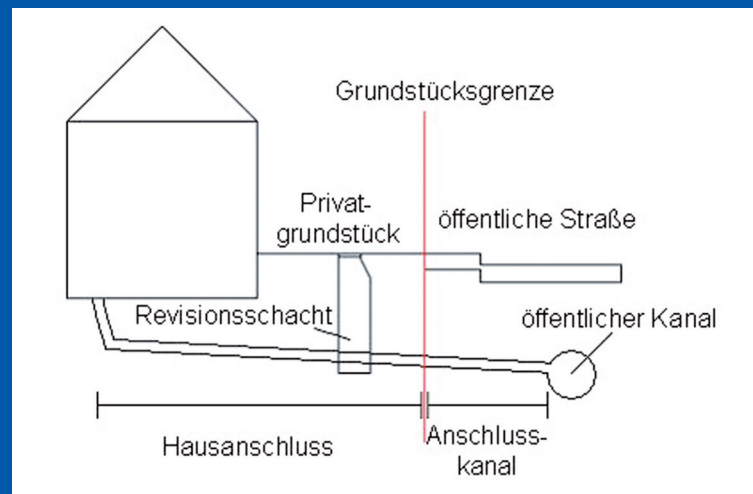 Grundstücksgrenze
Privat-
grundstück
öffentliche Straße
Revisionsschacht
öffentlicher Kanal
Hausanschluss
Anschluss-
kanal